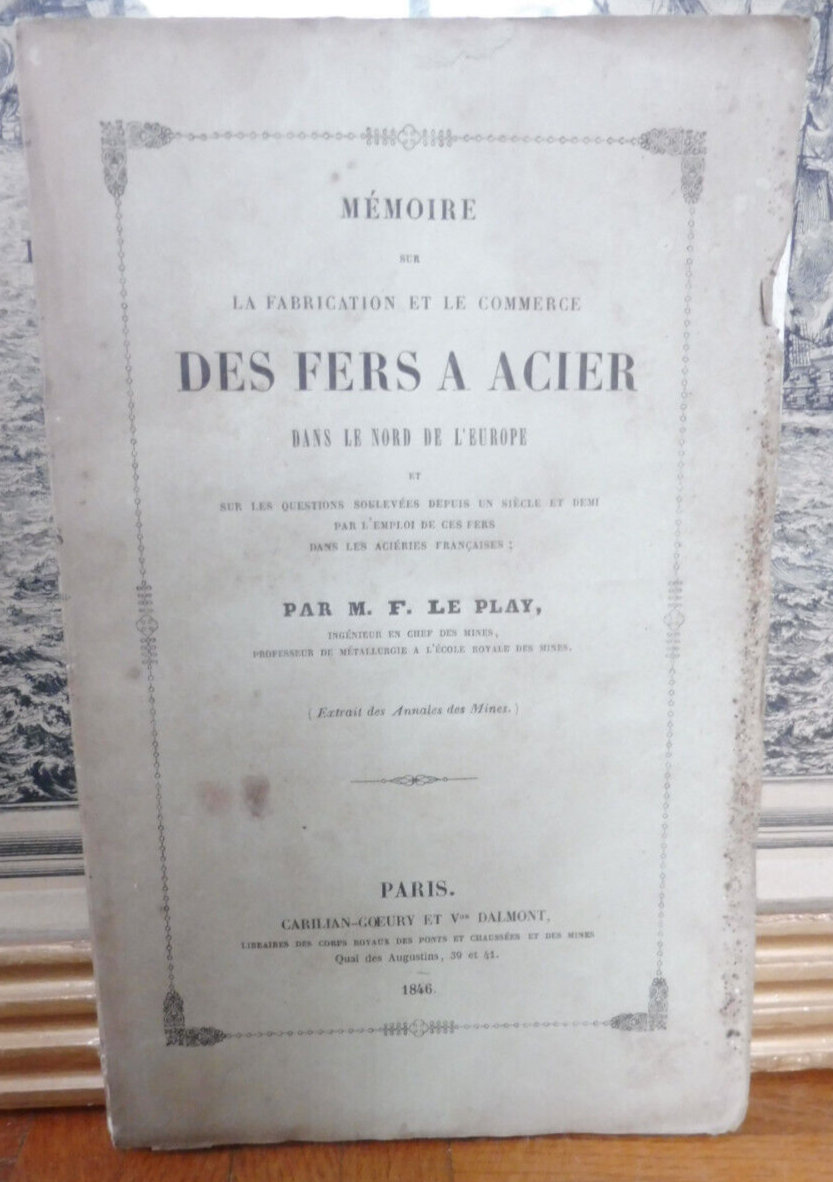 MÉMOIRE
SUR
LA FABRICATION ET LE COMMERCE
DES FERS A ACIER
DANS LE NORD DE L'EUROPE
ET
SUR LES QUESTIONS SOULEVÉES DEPUIS UN SIÈCLE ET DEMI
PAR L'EMPLOI DE CES FERS
DANS LES ACIÉRIES FRANÇAISES ;
PAR M. F. LE PLAY,
INGÉNIEUR EN CHEF DES MINES,
PROFESSEUR DE MÉTALLURGIE A L'ÉCOLE ROYALE DES MINES.
( Extrait des Annales des Mines. )
PARIS.
CARILIAN-GŒURY ET Vor DALMONT,
LIBRAIRES DES CORPS ROYAUX DES PONTS ET CHAUSSÉES ET DES MINES
Quai des Augustins, 39 et 41.
1846.